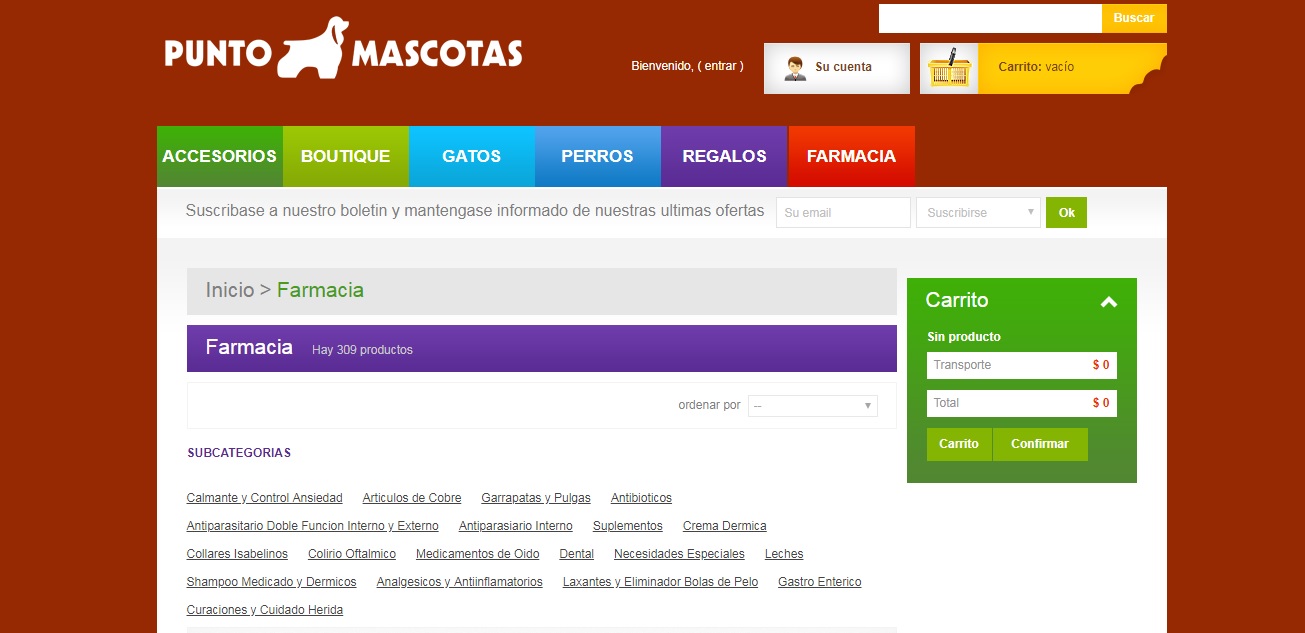 Buscar
PUNTO MASCOTAS
Bienvenido, ( entrar )
Su cuenta
Carrito: vacío
ACCESORIOS BOUTIQUE GATOS PERROS REGALOS FARMACIA
Suscribase a nuestro boletin y mantengase informado de nuestras ultimas ofertas Su email Suscribirse Ok
Inicio > Farmacia
Farmacia Hay 309 productos
ordenar por --
SUBCATEGORIAS
Calmante y Control Ansiedad Articulos de Cobre Garrapatas y Pulgas Antibioticos
Antiparasitario Doble Funcion Interno y Externo Antiparasiario Interno Suplementos Crema Dermica
Collares Isabelinos Colirio Oftalmico Medicamentos de Oido Dental Necesidades Especiales Leches
Shampoo Medicado y Dermicos Analgesicos y Antiinflamatorios Laxantes y Eliminador Bolas de Pelo Gastro Enterico
Curaciones y Cuidado Herida
Carrito
Sin producto
Transporte $ 0
Total $ 0
Carrito Confirmar